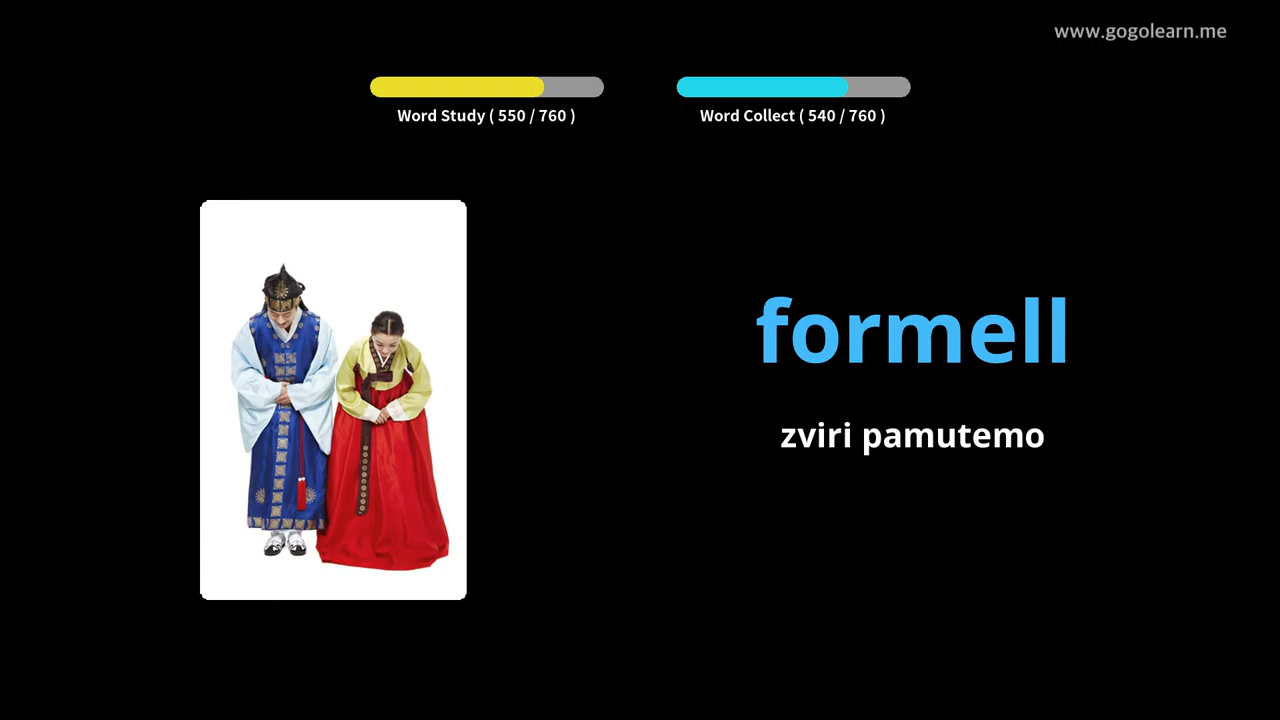 www.gogolearn.me
Word Study ( 550 / 760 )
Word Collect ( 540 / 760 )
formell
zviri pamutemo